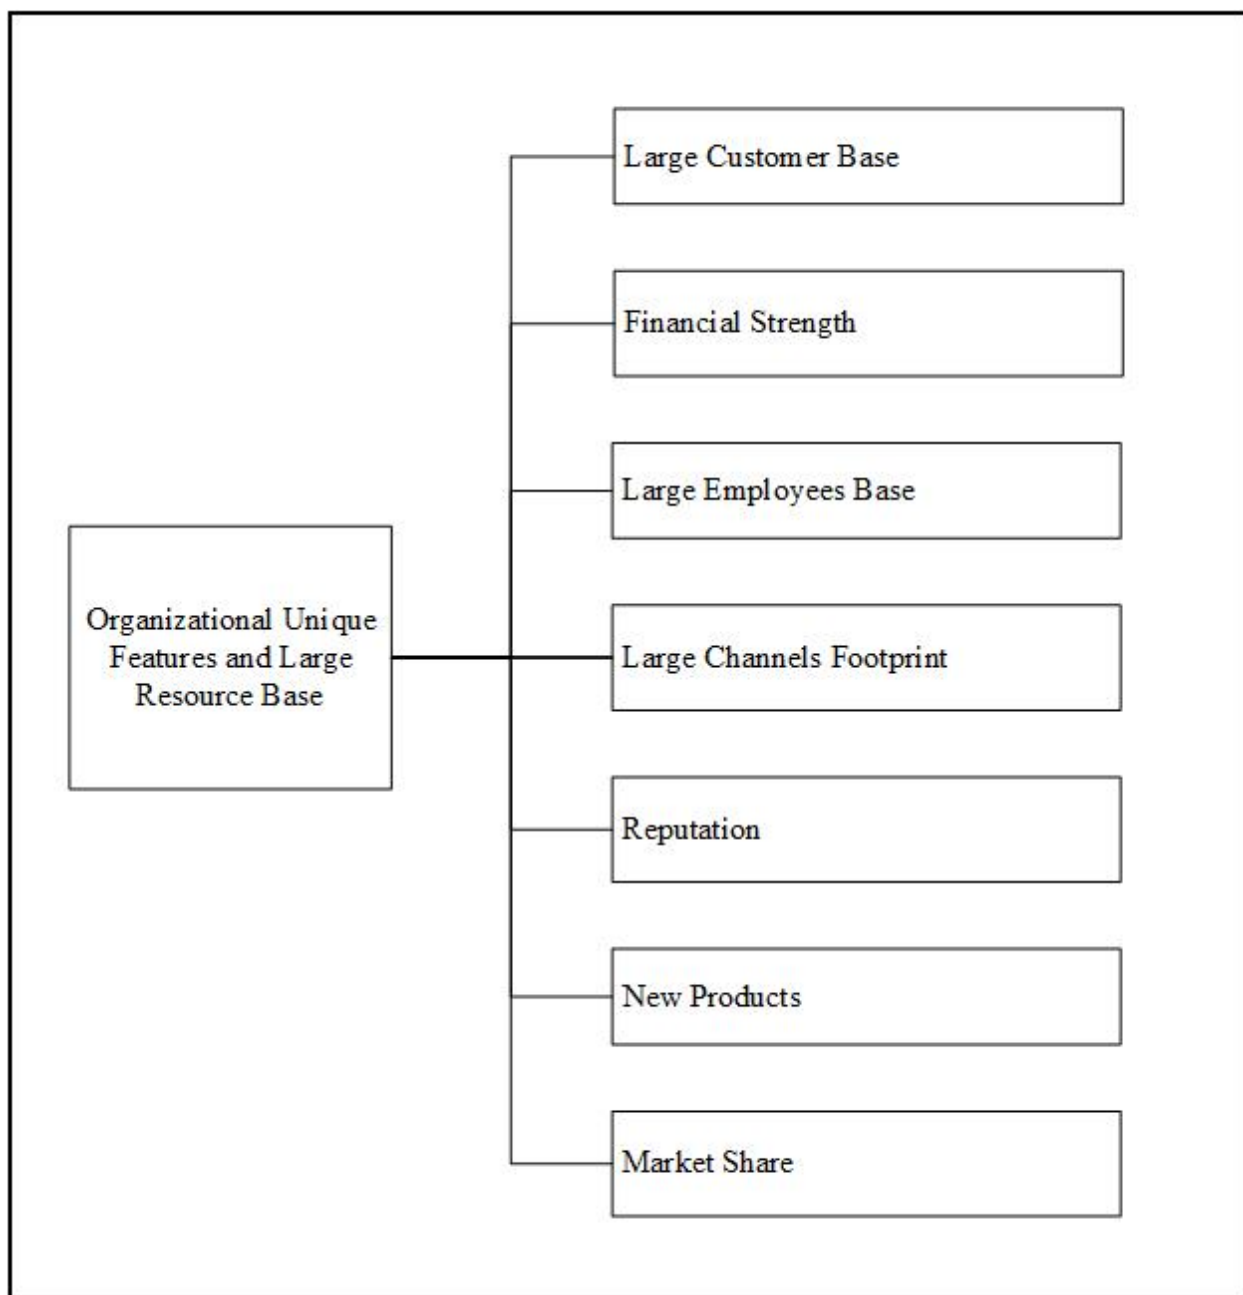 Large Customer Base
Financial Strength
Large Employees Base
Organizational Unique
Features and Large
Resource Base
Large Channels Footprint
Reputation
New Products
Market Share